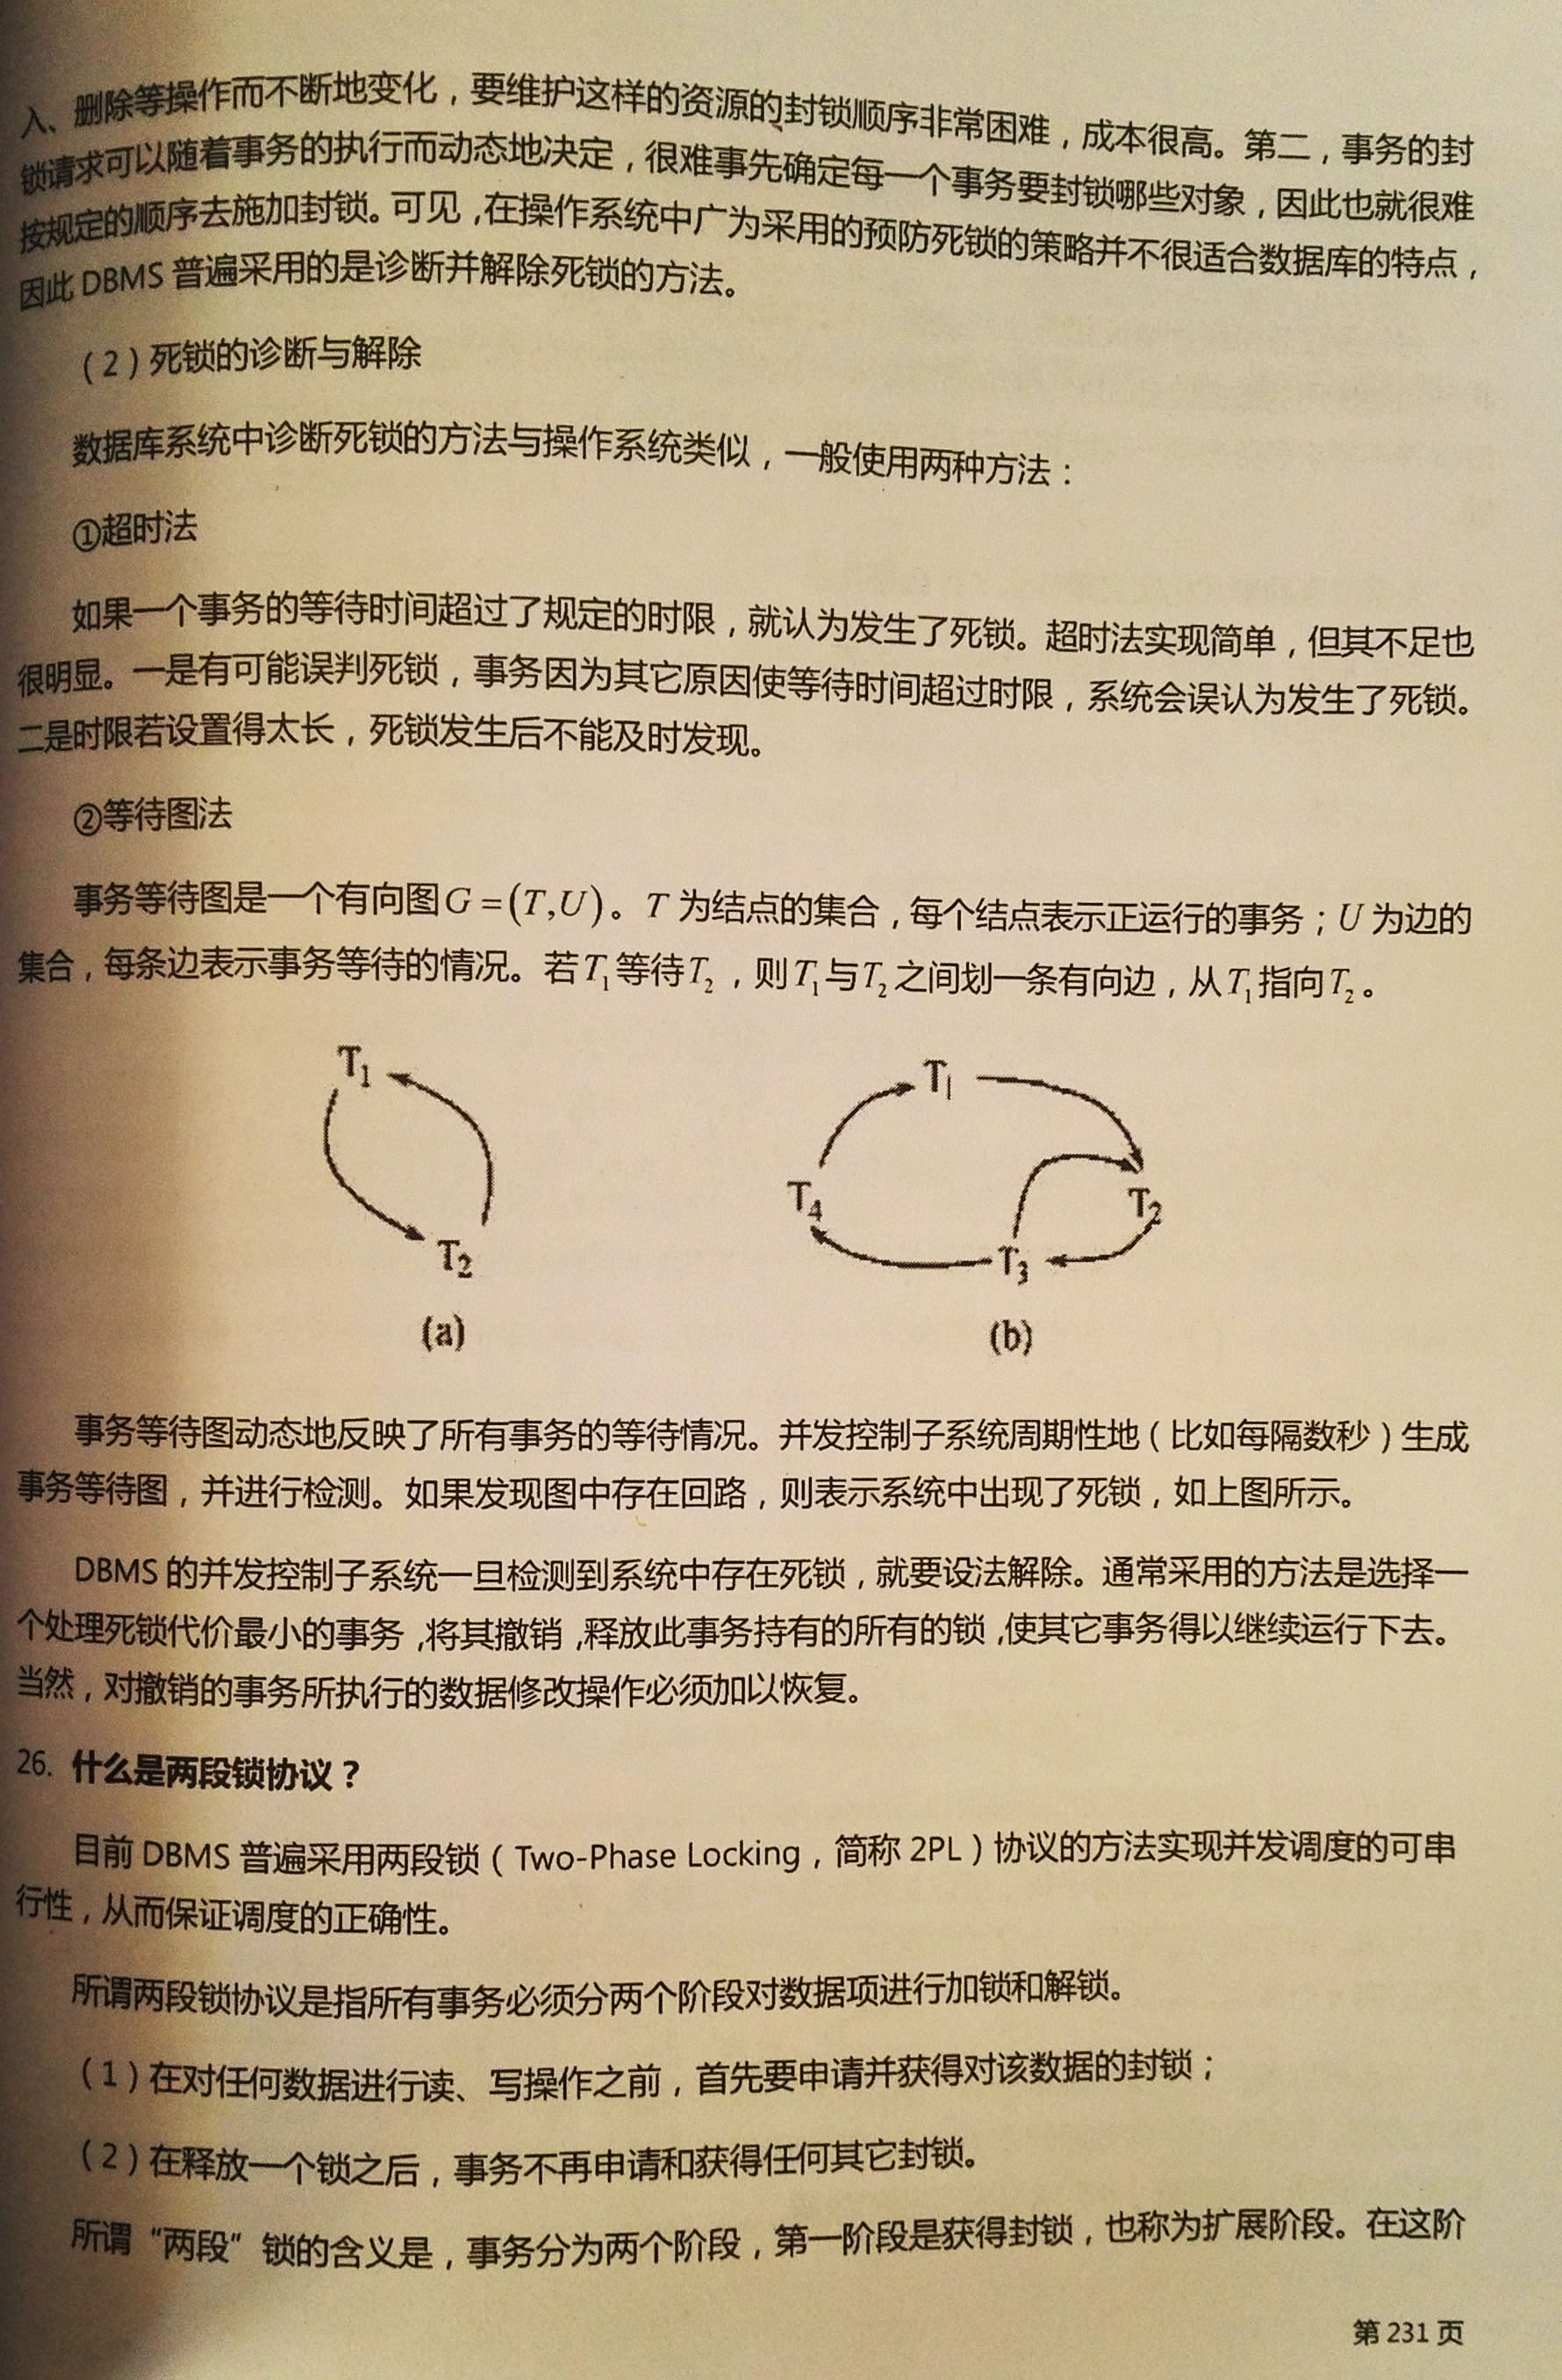 入、删除等操作而不断地变化，要维护这样的资源的封锁顺序非常困难，成本很高。第二，事务的封
锁请求可以随着事务的执行而动态地决定，很难事先确定每一个事务要封锁哪些对象，因此也就很难
按规定的顺序去施加封锁。可见，在操作系统中广为采用的预防死锁的策略并不很适合数据库的特点，
因此 DBMS 普遍采用的是诊断并解除死锁的方法。
（2）死锁的诊断与解除
数据库系统中诊断死锁的方法与操作系统类似，一般使用两种方法：
①超时法
如果一个事务的等待时间超过了规定的时限，就认为发生了死锁。超时法实现简单，但其不足也
很明显。一是有可能误判死锁，事务因为其它原因使等待时间超过时限，系统会误认为发生了死锁。
二是时限若设置得太长，死锁发生后不能及时发现。
②等待图法
事务等待图是一个有向图 G = (T,U)。T 为结点的集合，每个结点表示正运行的事务；U 为边的
集合，每条边表示事务等待的情况。若 T₁ 等待 T₂，则 T₁ 与 T₂ 之间划一条有向边，从 T₁ 指向 T₂。
T₁
T₂
(a)
T₁
T₄
T₂
T₃
(b)
事务等待图动态地反映了所有事务的等待情况。并发控制子系统周期性地（比如每隔数秒）生成
事务等待图，并进行检测。如果发现图中存在回路，则表示系统中出现了死锁，如上图所示。
DBMS 的并发控制子系统一旦检测到系统中存在死锁，就要设法解除。通常采用的方法是选择一
个处理死锁代价最小的事务，将其撤销，释放此事务持有的所有的锁，使其它事务得以继续运行下去。
当然，对撤销的事务所执行的数据修改操作必须加以恢复。
26. 什么是两段锁协议？
目前 DBMS 普遍采用两段锁（Two-Phase Locking，简称 2PL）协议的方法实现并发调度的可串
行性，从而保证调度的正确性。
所谓两段锁协议是指所有事务必须分两个阶段对数据项进行加锁和解锁。
（1）在对任何数据进行读、写操作之前，首先要申请并获得对该数据的封锁；
（2）在释放一个锁之后，事务不再申请和获得任何其它封锁。
所谓“两段”锁的含义是，事务分为两个阶段，第一阶段是获得封锁，也称为扩展阶段。在这阶
第 231 页